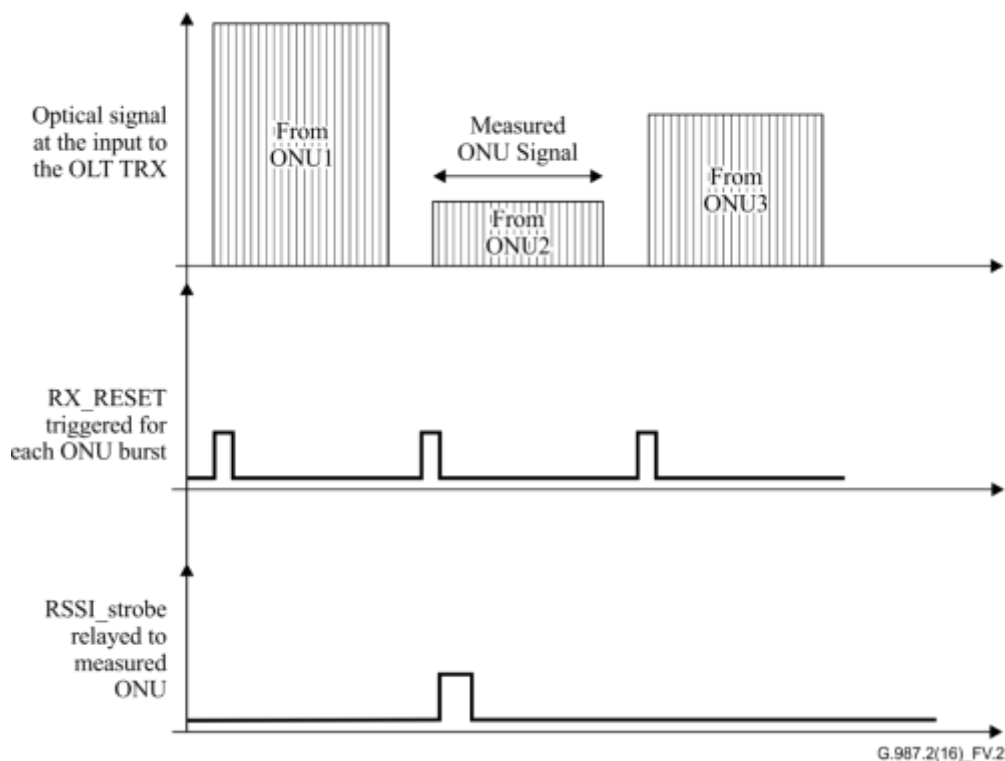 Optical signal
at the input to
the OLT TRX
From
ONU1
Measured
ONU Signal
From
ONU2
From
ONU3
RX_RESET
triggered for
each ONU burst
RSSI_strobe
relayed to
measured
ONU
G.987.2(16)_FV.2